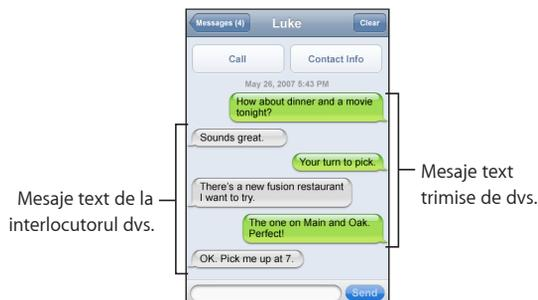 Messages (4)
Luke
Clear
Call
Contact Info
May 26, 2007 5:43 PM
How about dinner and a movie
tonight?
Sounds great.
Your turn to pick.
There's a new fusion restaurant
I want to try.
The one on Main and Oak.
Perfect!
OK. Pick me up at 7.
Send
Mesaje text de la
interlocutorul dvs.
Mesaje text
trimise de dvs.